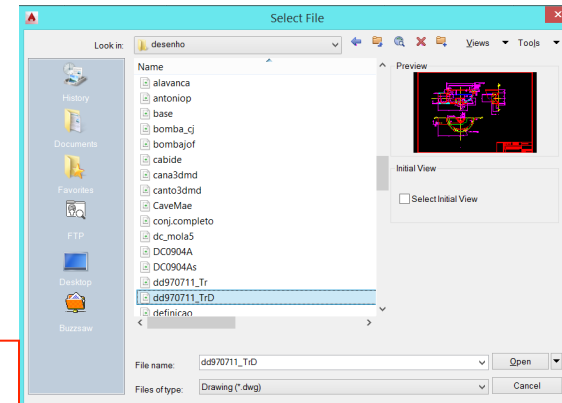 Select File
Look in:
desenho
Views
Tools
History
Documents
Favorites
FTP
Desktop
Buzzsaw
Name
alavanca
antoniop
base
bomba_cj
bombajof
cabide
cana3dmd
canto3dmd
CaveMae
conj.completo
dc_mola5
DC0904A
DC0904As
dd970711_Tr
dd970711_TrD
definicao
Preview
Initial View
Select Initial View
File name:
dd970711_TrD
Open
Files of type:
Drawing (*.dwg)
Cancel